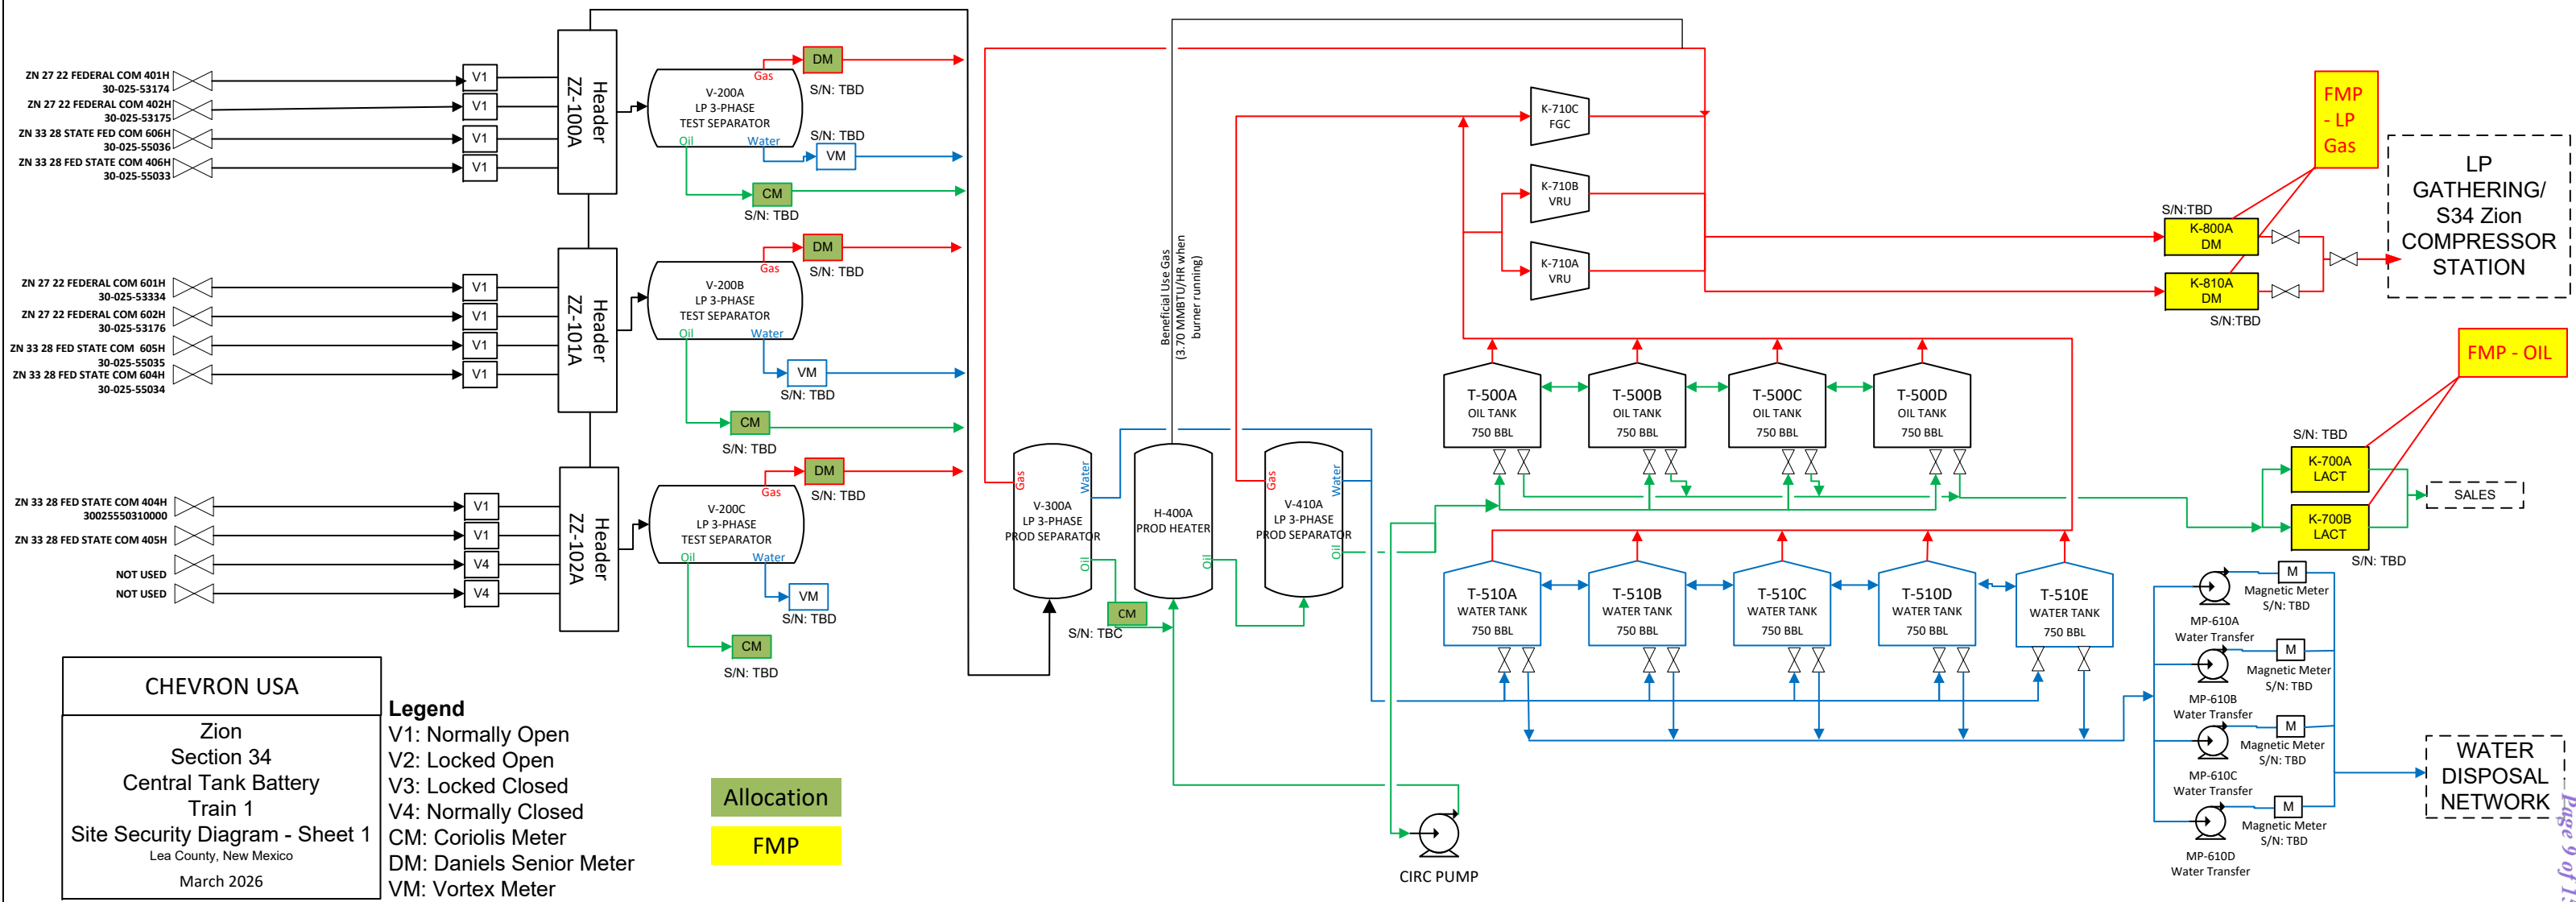 ZN 27 22 FEDERAL COM 401H
30-025-53174
ZN 27 22 FEDERAL COM 402H
30-025-53175
ZN 33 28 STATE FED COM 606H
30-025-55036
ZN 33 28 FED STATE COM 406H
30-025-55033
V1
V1
V1
V1
Header
ZZ-100A
V-200A
LP 3-PHASE
TEST SEPARATOR
Gas
Oil
Water
DM
S/N: TBD
S/N: TBD
VM
CM
S/N: TBD
ZN 27 22 FEDERAL COM 601H
30-025-53334
ZN 27 22 FEDERAL COM 602H
30-025-53176
ZN 33 28 FED STATE COM  605H
30-025-55035
ZN 33 28 FED STATE COM 604H
30-025-55034
V1
V1
V1
V1
Header
ZZ-101A
V-200B
LP 3-PHASE
TEST SEPARATOR
Gas
Oil
Water
DM
S/N: TBD
VM
S/N: TBD
CM
S/N: TBD
ZN 33 28 FED STATE COM 404H
30025550310000
ZN 33 28 FED STATE COM 405H
NOT USED
NOT USED
V1
V1
V4
V4
Header
ZZ-102A
V-200C
LP 3-PHASE
TEST SEPARATOR
Gas
Oil
Water
DM
S/N: TBD
VM
S/N: TBD
CM
S/N: TBD
Beneficial Use Gas
(3.70 MMBTU/HR when
burner running)
Gas
Water
V-300A
LP 3-PHASE
PROD SEPARATOR
Oil
CM
S/N: TBC
H-400A
PROD HEATER
Oil
Gas
Water
V-410A
LP 3-PHASE
PROD SEPARATOR
Oil
CIRC PUMP
K-710C
FGC
K-710B
VRU
K-710A
VRU
T-500A
OIL TANK
750 BBL
T-500B
OIL TANK
750 BBL
T-500C
OIL TANK
750 BBL
T-500D
OIL TANK
750 BBL
T-510A
WATER TANK
750 BBL
T-510B
WATER TANK
750 BBL
T-510C
WATER TANK
750 BBL
T-510D
WATER TANK
750 BBL
T-510E
WATER TANK
750 BBL
FMP
- LP
Gas
S/N:TBD
K-800A
DM
K-810A
DM
S/N:TBD
LP
GATHERING/
S34 Zion
COMPRESSOR
STATION
FMP - OIL
S/N: TBD
K-700A
LACT
K-700B
LACT
S/N: TBD
SALES
MP-610A
Water Transfer
M
Magnetic Meter
S/N: TBD
MP-610B
Water Transfer
M
Magnetic Meter
S/N: TBD
MP-610C
Water Transfer
M
Magnetic Meter
S/N: TBD
MP-610D
Water Transfer
M
Magnetic Meter
S/N: TBD
WATER
DISPOSAL
NETWORK
CHEVRON USA
Zion
Section 34
Central Tank Battery
Train 1
Site Security Diagram - Sheet 1
Lea County, New Mexico
March 2026
Legend
V1: Normally Open
V2: Locked Open
V3: Locked Closed
V4: Normally Closed
CM: Coriolis Meter
DM: Daniels Senior Meter
VM: Vortex Meter
Allocation
FMP
Page 9 of